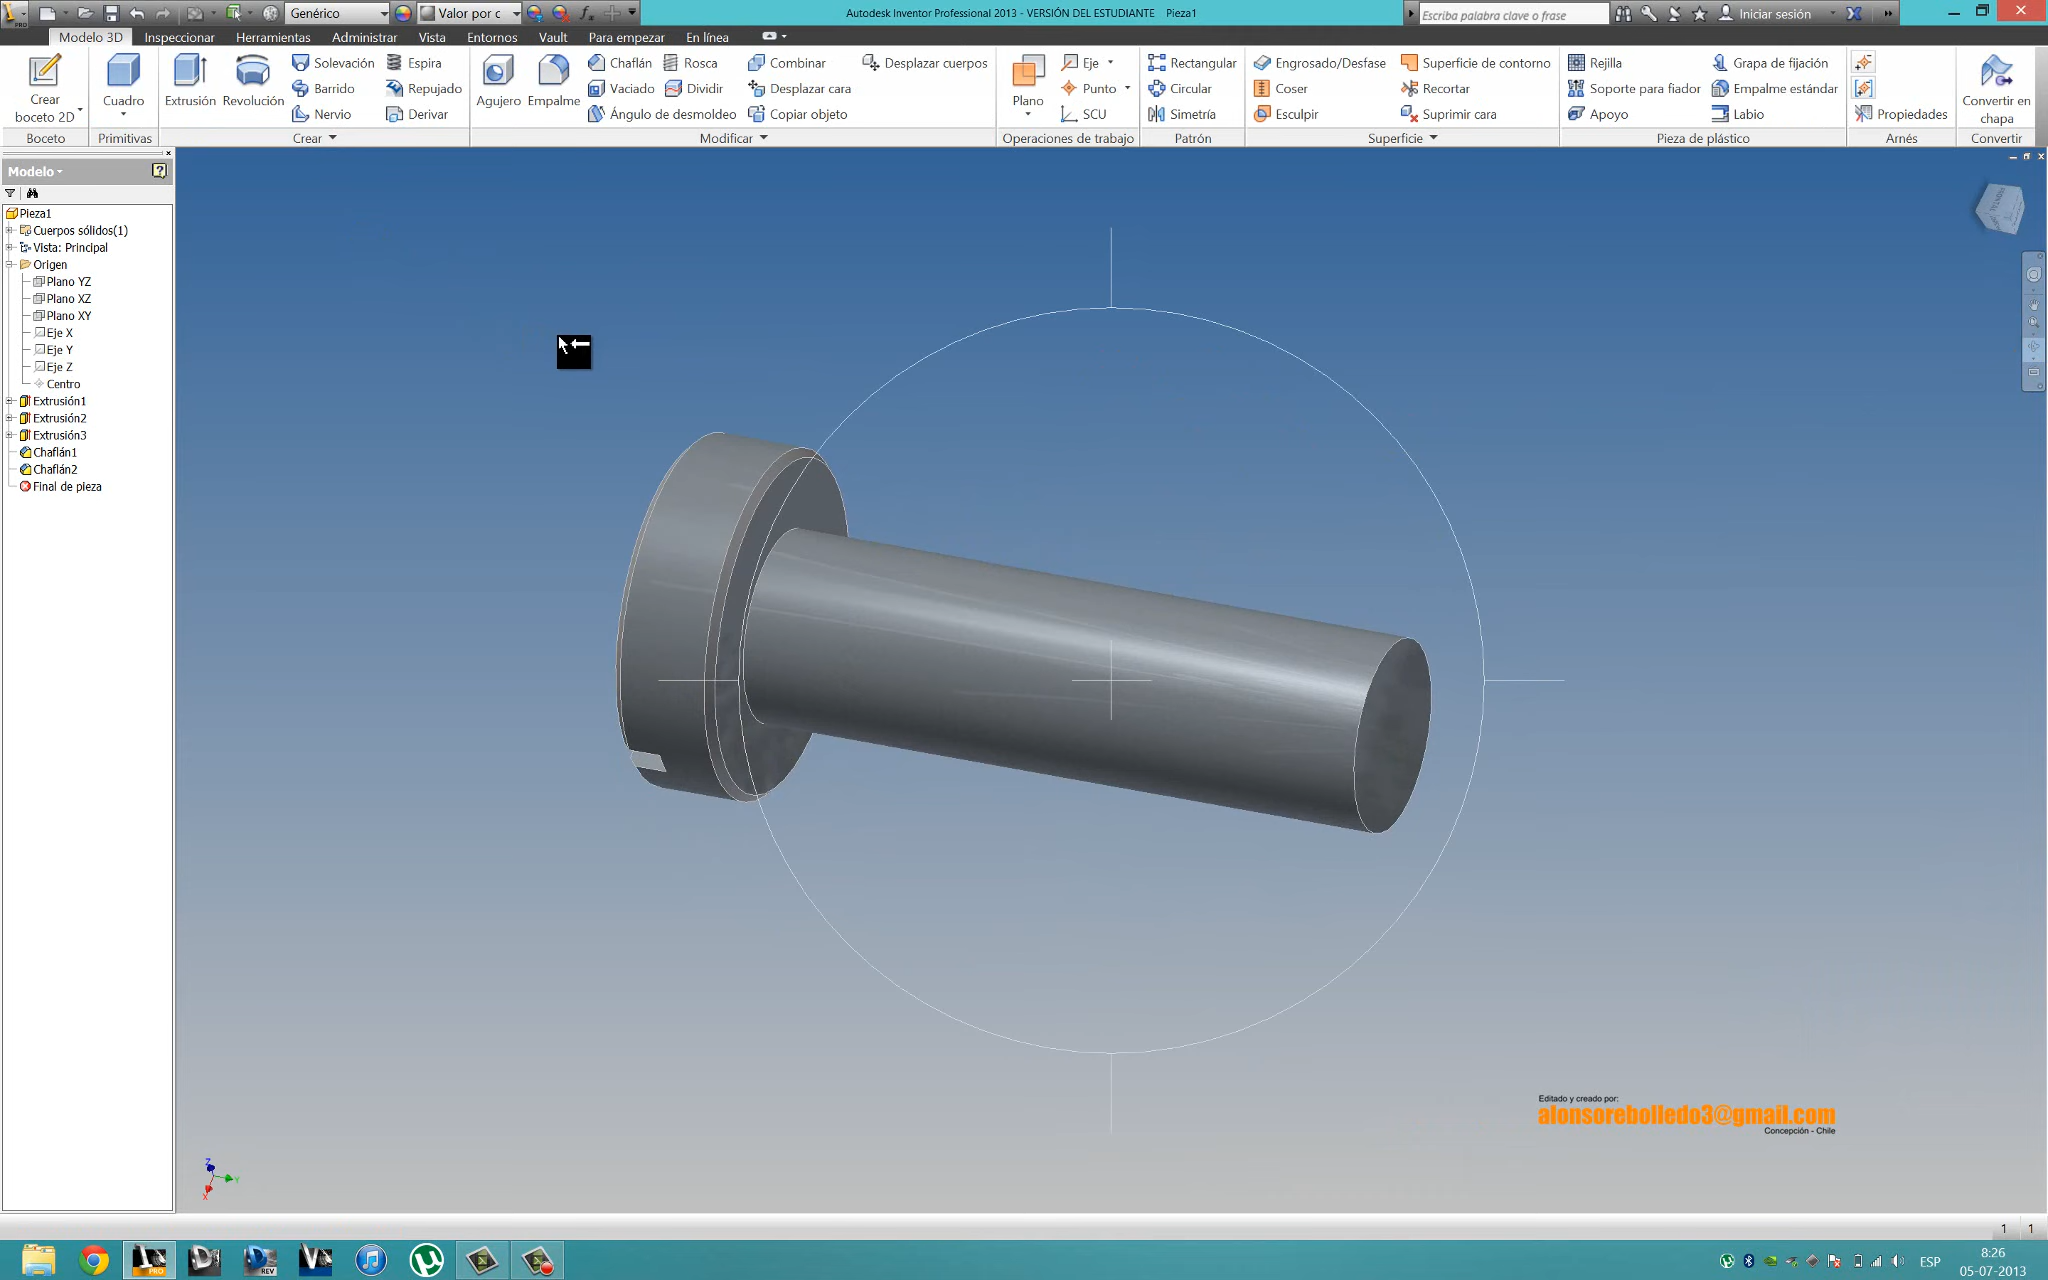 Genérico
Valor por c
Autodesk Inventor Professional 2013 - VERSIÓN DEL ESTUDIANTE Pieza1
Escriba palabra clave o frase
Iniciar sesión
Modelo 3D
Inspeccionar
Herramientas
Administrar
Vista
Entornos
Vault
Para empezar
En línea
Crear
boceto 2D
Boceto
Cuadro
Primitivas
Extrusión
Revolución
Solevación
Barrido
Nervio
Espira
Repujado
Derivar
Crear
Agujero
Empalme
Chaflán
Vaciado
Ángulo de desmoldeo
Rosca
Dividir
Combinar
Desplazar cara
Copiar objeto
Desplazar cuerpos
Modificar
Plano
Eje
Punto
SCU
Operaciones de trabajo
Rectangular
Circular
Simetría
Patrón
Engrosado/Desfase
Coser
Esculpir
Superficie de contorno
Recortar
Suprimir cara
Superficie
Rejilla
Soporte para fiador
Apoyo
Grapa de fijación
Empalme estándar
Labio
Pieza de plástico
Propiedades
Arnés
Convertir en
chapa
Convertir
Modelo
Pieza1
Cuerpos sólidos(1)
Vista: Principal
Origen
Plano YZ
Plano XZ
Plano XY
Eje X
Eje Y
Eje Z
Centro
Extrusión1
Extrusión2
Extrusión3
Chaflán1
Chaflán2
Final de pieza
Editado y creado por:
alonsorebolledo3@gmail.com
Concepción - Chile
Z
Y
X
1 1
PRO
REV
ESP
8:26
05-07-2013